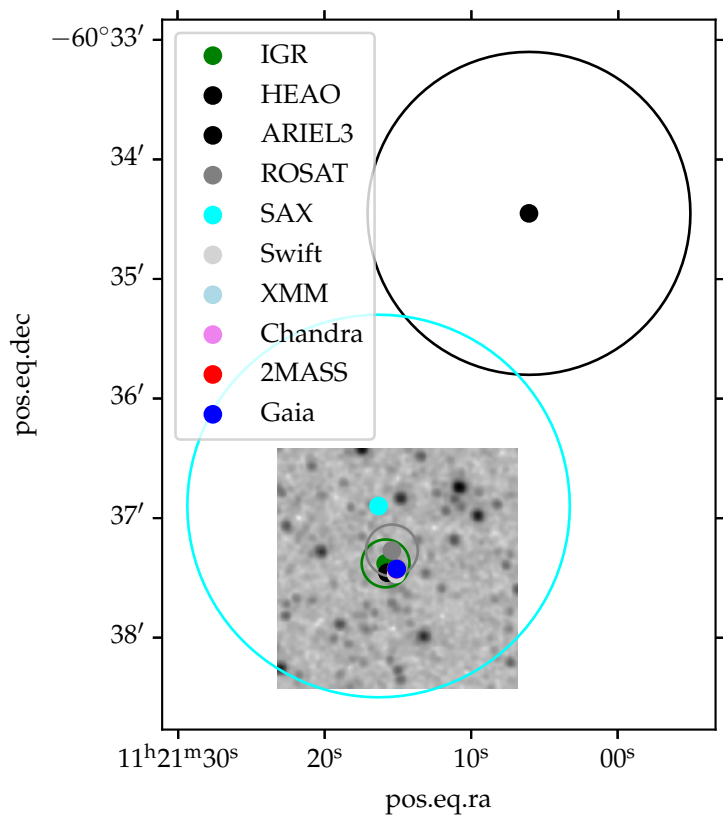 −60°33′
34′
35′
36′
37′
38′
pos.eq.dec
IGR
HEAO
ARIEL3
ROSAT
SAX
Swift
XMM
Chandra
2MASS
Gaia
11ʰ21ᵐ30ˢ 20ˢ 10ˢ 00ˢ
pos.eq.ra